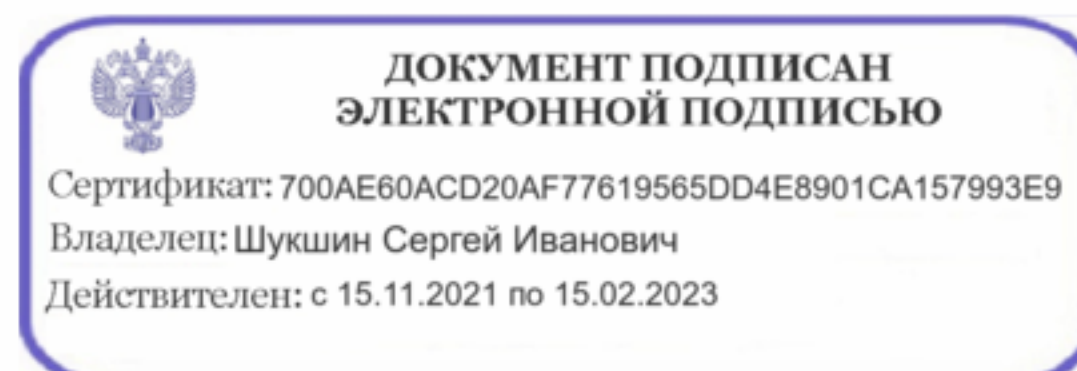 ДОКУМЕНТ ПОДПИСАН
ЭЛЕКТРОННОЙ ПОДПИСЬЮ
Сертификат: 700AE60ACD20AF77619565DD4E8901CA157993E9
Владелец: Шукшин Сергей Иванович
Действителен: с 15.11.2021 по 15.02.2023